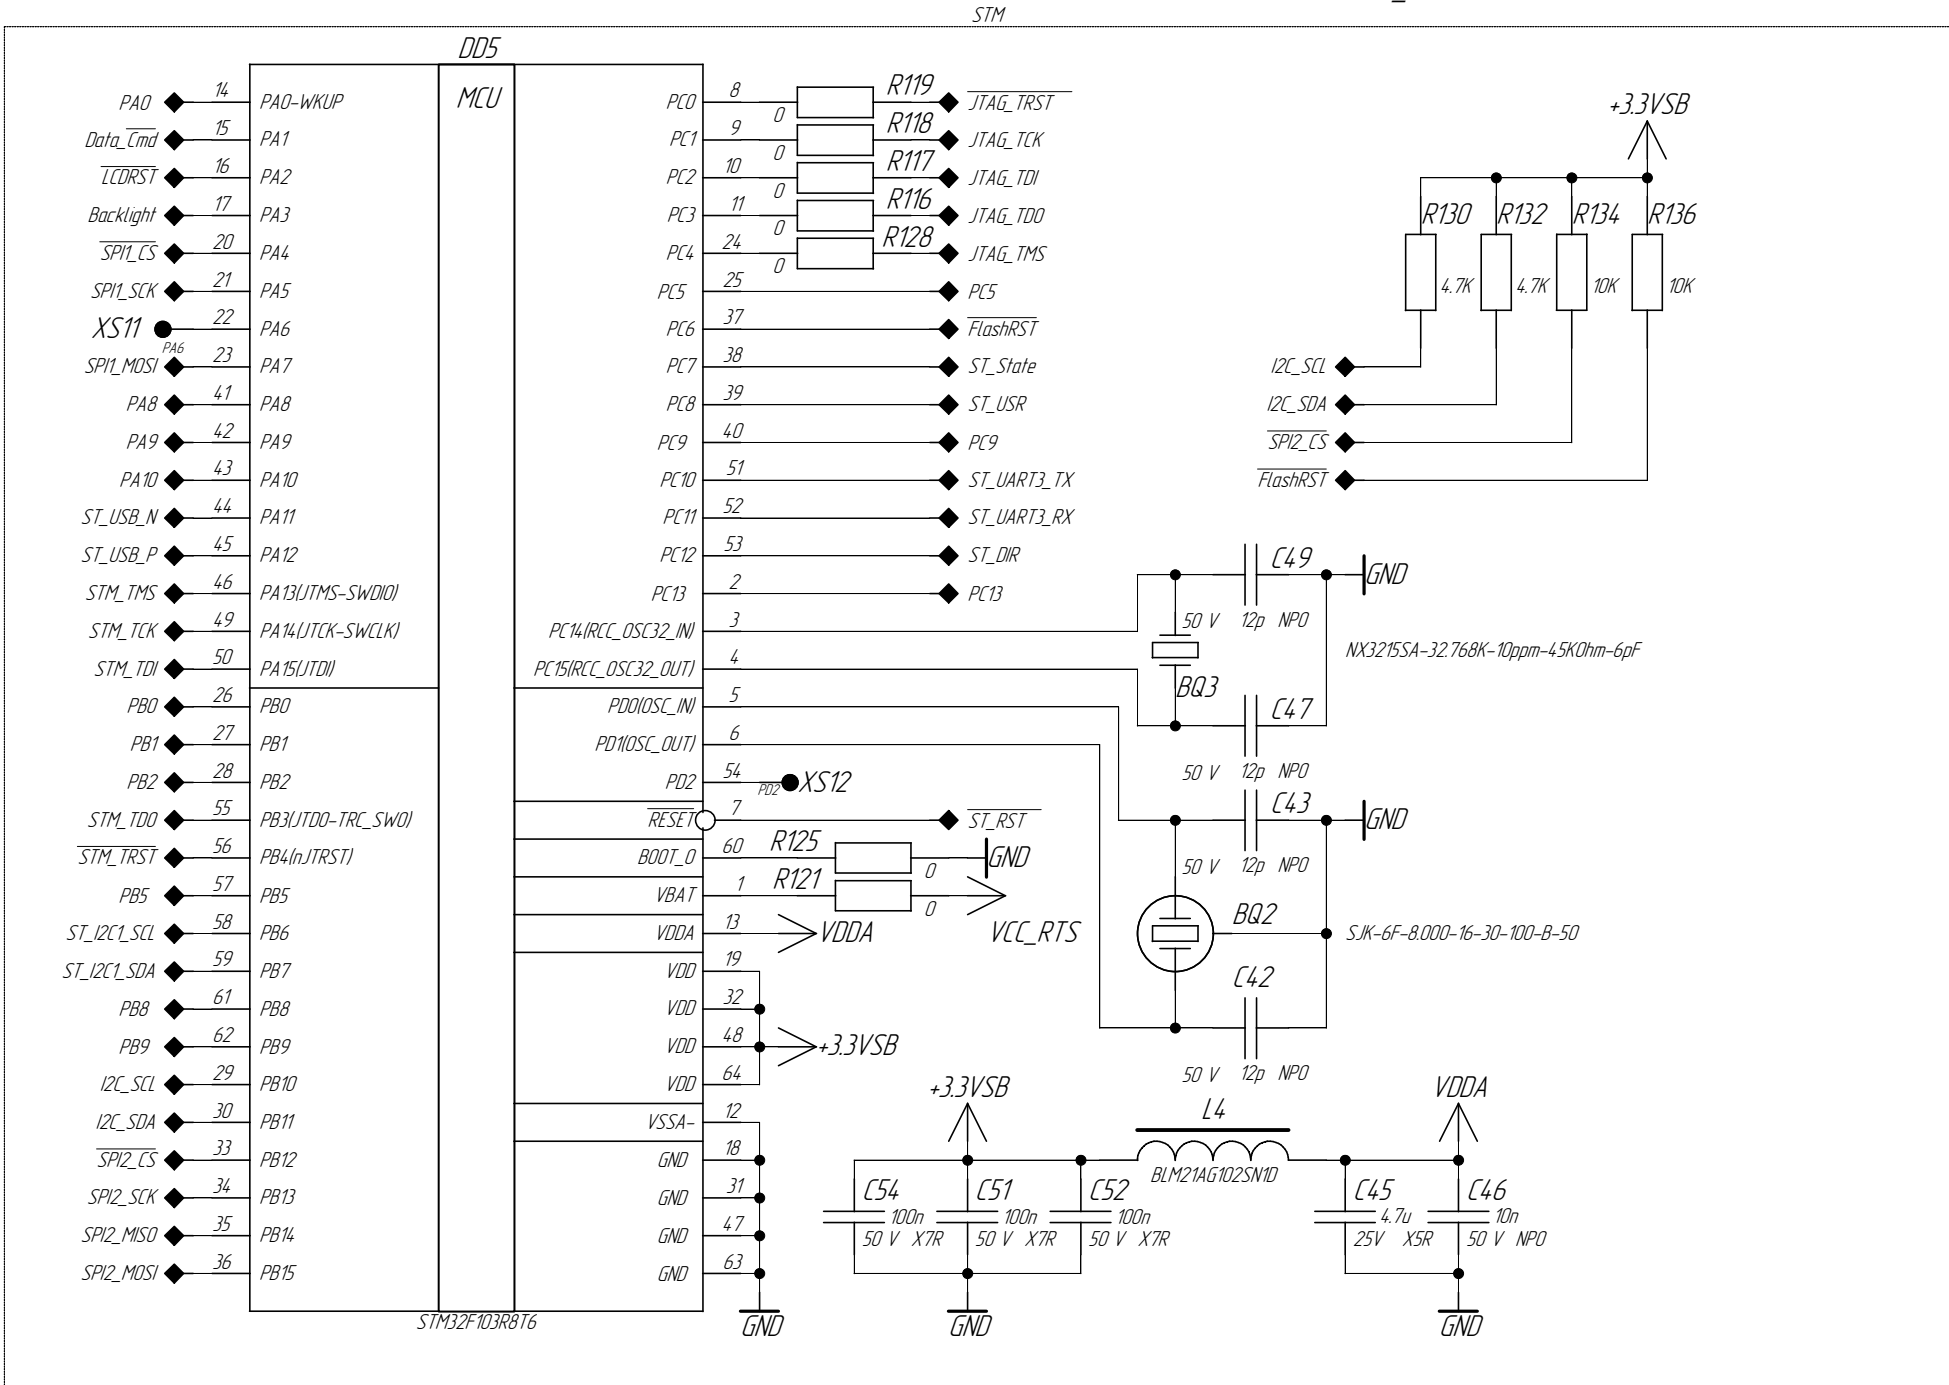 STM
DD5
MCU
PA0 14 PA0-WKUP
Data_Cmd 15 PA1
LCDRST 16 PA2
Backlight 17 PA3
SPI1_CS 20 PA4
SPI1_SCK 21 PA5
XS11 22 PA6
PA6
SPI1_MOSI 23 PA7
PA8 41 PA8
PA9 42 PA9
PA10 43 PA10
ST_USB_N 44 PA11
ST_USB_P 45 PA12
STM_TMS 46 PA13(JTMS-SWDIO)
STM_TCK 49 PA14(JTCK-SWCLK)
STM_TDI 50 PA15(JTDI)
PB0 26 PB0
PB1 27 PB1
PB2 28 PB2
STM_TDO 55 PB3(JTDO-TRC_SWO)
STM_TRST 56 PB4(nJTRST)
PB5 57 PB5
ST_I2C1_SCL 58 PB6
ST_I2C1_SDA 59 PB7
PB8 61 PB8
PB9 62 PB9
I2C_SCL 29 PB10
I2C_SDA 30 PB11
SPI2_CS 33 PB12
SPI2_SCK 34 PB13
SPI2_MISO 35 PB14
SPI2_MOSI 36 PB15
STM32F103R8T6
PC0 8 0 R119 JTAG_TRST
PC1 9 0 R118 JTAG_TCK
PC2 10 0 R117 JTAG_TDI
PC3 11 0 R116 JTAG_TDO
PC4 24 0 R128 JTAG_TMS
PC5 25 PC5
PC6 37 FlashRST
PC7 38 ST_State
PC8 39 ST_USR
PC9 40 PC9
PC10 51 ST_UART3_TX
PC11 52 ST_UART3_RX
PC12 53 ST_DIR
PC13 2 PC13
PC14(RCC_OSC32_IN) 3
PC15(RCC_OSC32_OUT) 4
PD0(OSC_IN) 5
PD1(OSC_OUT) 6
PD2 54 PD2 XS12
RESET 7 ST_RST
BOOT_0 60 R125 0 GND
VBAT 1 R121 0 VCC_RTS
VDDA 13 VDDA
VDD 19
VDD 32
VDD 48 +3.3VSB
VDD 64
VSSA- 12
GND 18
GND 31
GND 47
GND 63
GND
+3.3VSB
R130 R132 R134 R136
4.7K 4.7K 10K 10K
I2C_SCL
I2C_SDA
SPI2_CS
FlashRST
C49 GND
50 V 12p NPO
NX3215SA-32.768K-10ppm-45KOhm-6pF
BQ3
C47
50 V 12p NPO
C43 GND
50 V 12p NPO
BQ2
SJK-6F-8.000-16-30-100-B-50
C42
50 V 12p NPO
+3.3VSB L4 VDDA
BLM21AG102SN1D
C54 C51 C52 C45 C46
100n 100n 100n 4.7u 10n
50 V X7R 50 V X7R 50 V X7R 25V X5R 50 V NPO
GND GND